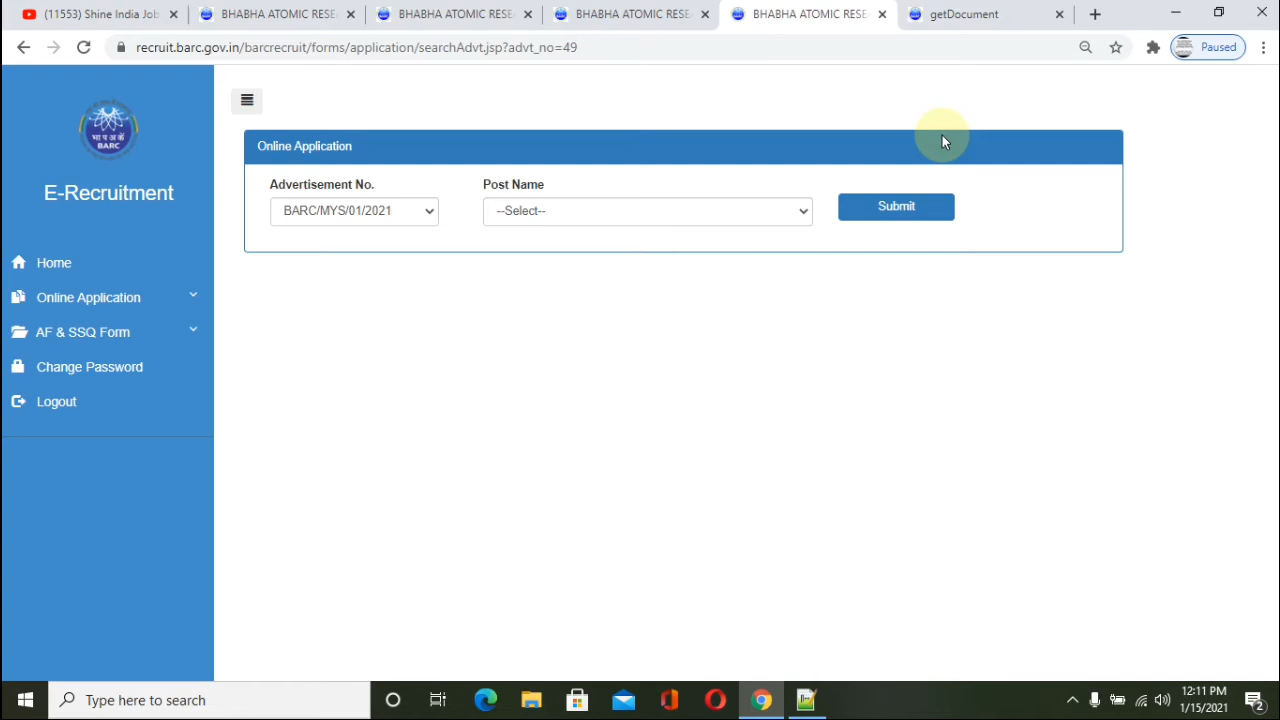 (11553) Shine India Job
BHABHA ATOMIC RESE
BHABHA ATOMIC RESE
BHABHA ATOMIC RESE
BHABHA ATOMIC RESE
getDocument
recruit.barc.gov.in/barcrecruit/forms/application/searchAdvt.jsp?advt_no=49
Paused
भा प अ कें
BARC
E-Recruitment
Home
Online Application
AF & SSQ Form
Change Password
Logout
Online Application
Advertisement No.
Post Name
BARC/MYS/01/2021
--Select--
Submit
Type here to search
12:11 PM
1/15/2021
2